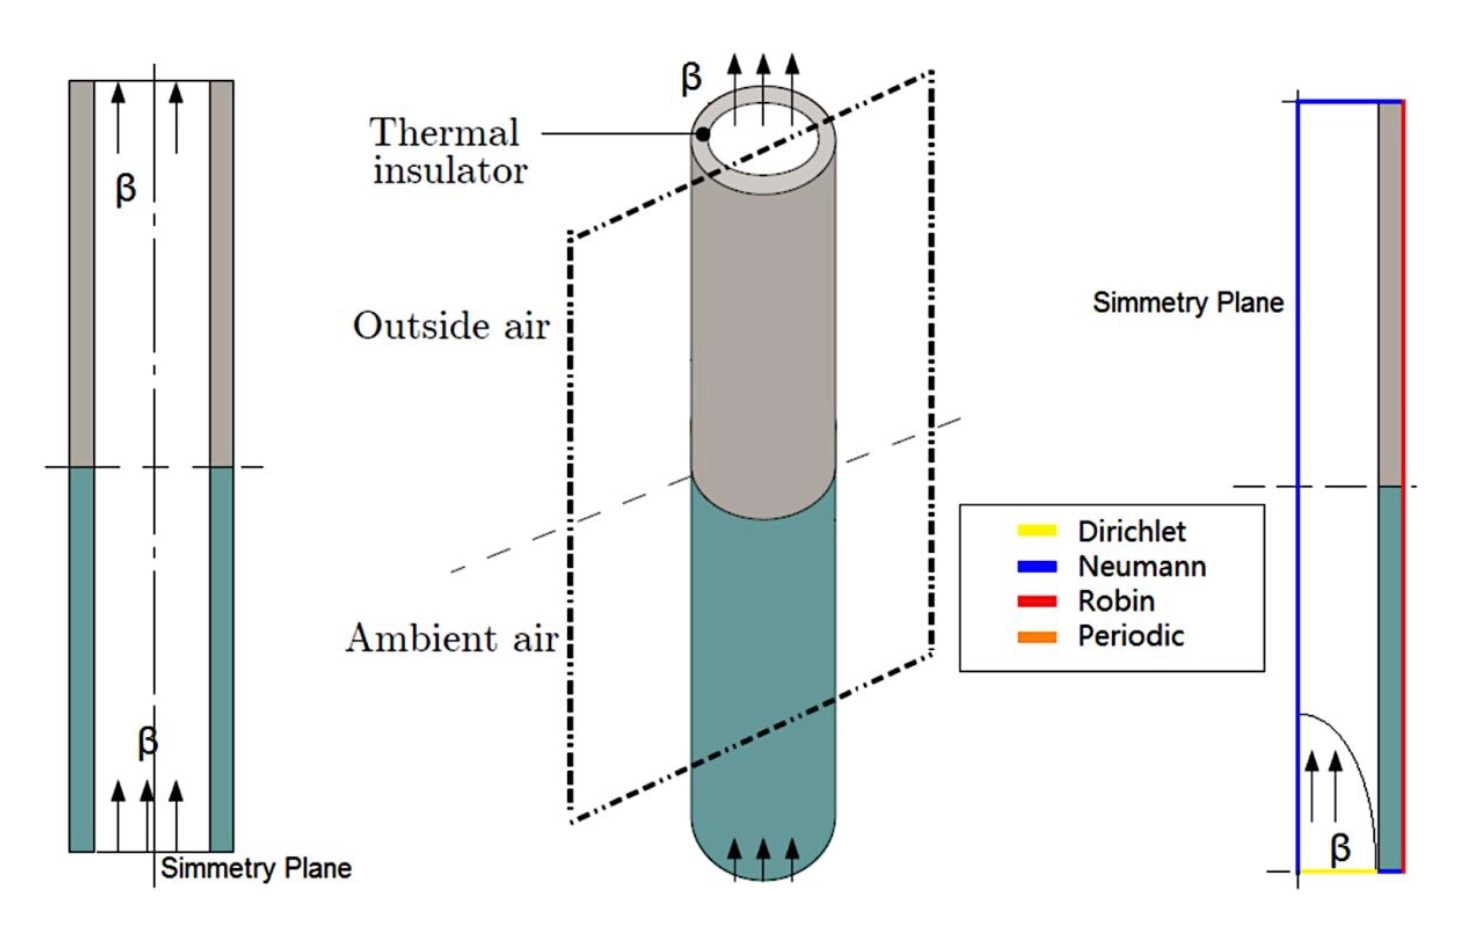 β
β
Simmetry Plane
β
Thermal
insulator
Outside air
Ambient air
Simmetry Plane
Dirichlet
Neumann
Robin
Periodic
β